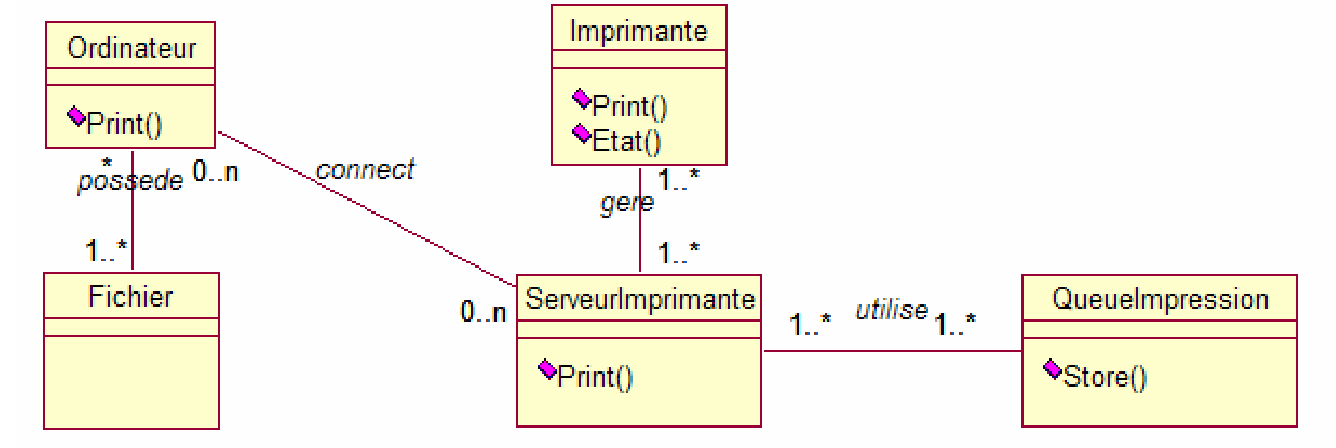 Ordinateur
Print()
*
possede
0..n
connect
1..*
Fichier
Imprimante
Print()
Etat()
1..*
gere
1..*
0..n
ServeurImprimante
Print()
1..*
utilise
1..*
QueueImpression
Store()